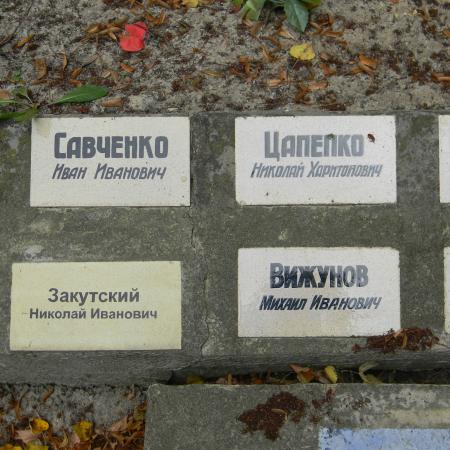 Савченко
Иван Иванович
Цапенко
Николай Харитонович
Закутский
Николай Иванович
Вижунов
Михаил Иванович